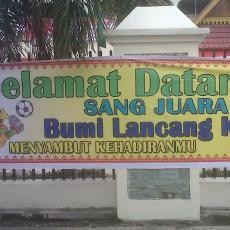 elamat Datan
SANG JUARA
Bumi Lancang K
MENYAMBUT KEHADIRANMU